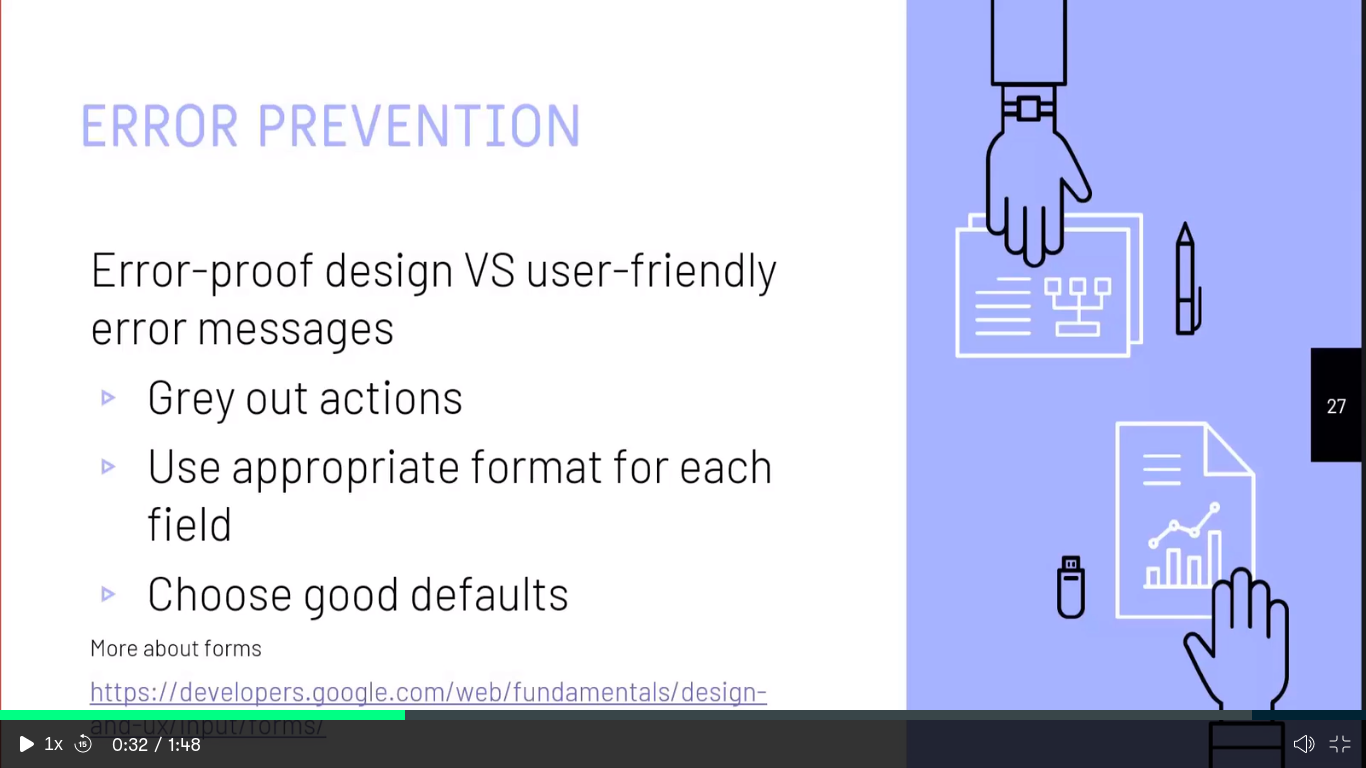 ERROR PREVENTION
Error-proof design VS user-friendly
error messages
Grey out actions
Use appropriate format for each
field
Choose good defaults
More about forms
https://developers.google.com/web/fundamentals/design-
and-ux/input/forms/
27
1x
15
0:32 / 1:48